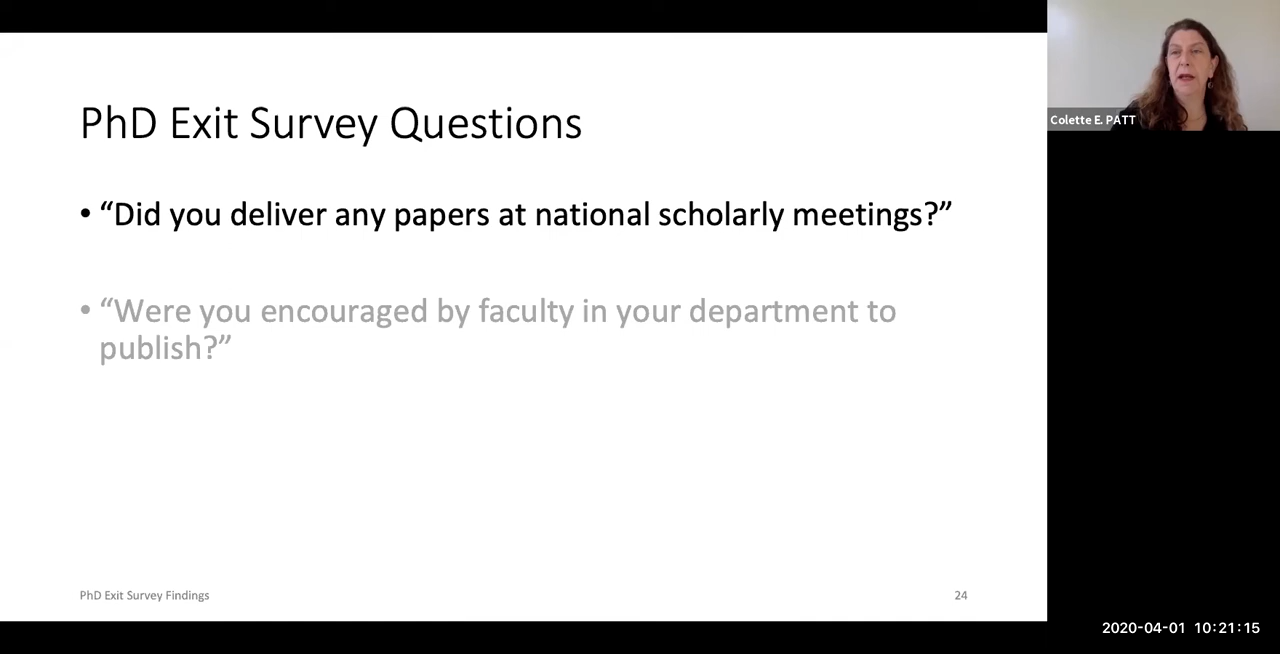 PhD Exit Survey Questions
• “Did you deliver any papers at national scholarly meetings?”
• “Were you encouraged by faculty in your department to
publish?”
PhD Exit Survey Findings
24
Colette E. PATT
2020-04-01 10:21:15